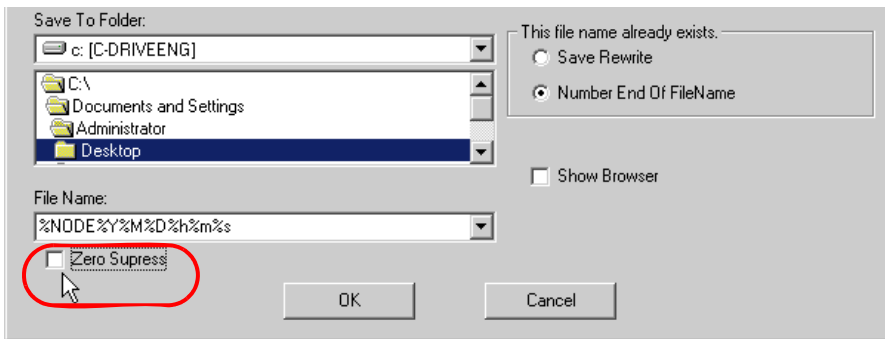 Save To Folder:
c: [C-DRIVEENG]
C:\
Documents and Settings
Administrator
Desktop
File Name:
%NODE%Y%M%D%h%m%s
Zero Supress
This file name already exists.
Save Rewrite
Number End Of FileName
Show Browser
OK
Cancel